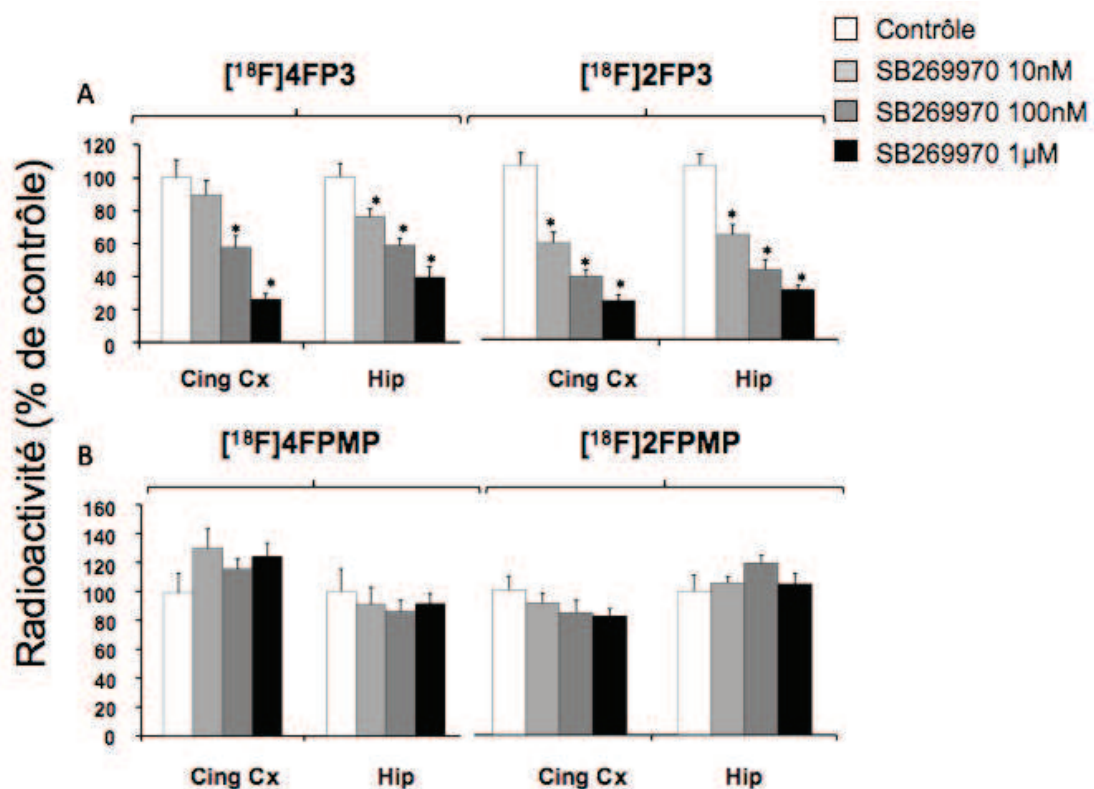 Contrôle
SB269970 10nM
SB269970 100nM
SB269970 1µM
Radioactivité (% de contrôle)
A
[¹⁸F]4FP3
[¹⁸F]2FP3
120
100
80
60
40
20
0
* * * * * * * * * * *
Cing Cx
Hip
Cing Cx
Hip
B
[¹⁸F]4FPMP
[¹⁸F]2FPMP
160
140
120
100
80
60
40
20
0
Cing Cx
Hip
Cing Cx
Hip